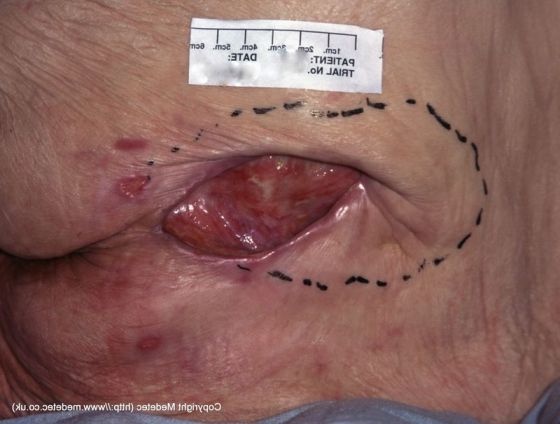 1cm. 2cm. 3cm. 4cm. 5cm. 6cm
PATIENT: DATE:
TRIAL No.
Copyright Medetec (http://www.medetec.co.uk)